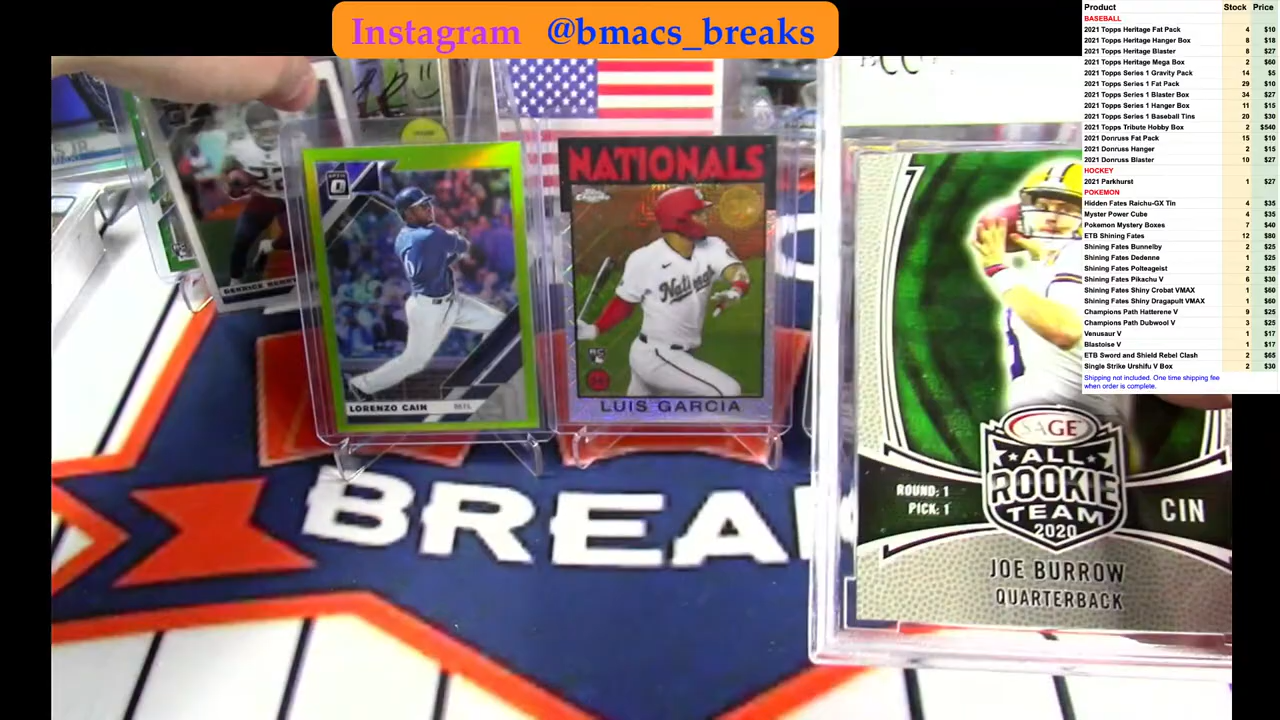 Instagram @bmacs_breaks
Product Stock Price
BASEBALL
2021 Topps Heritage Fat Pack 4 $10
2021 Topps Heritage Hanger Box 8 $18
2021 Topps Heritage Blaster 8 $27
2021 Topps Heritage Mega Box 2 $60
2021 Topps Series 1 Gravity Pack 14 $5
2021 Topps Series 1 Fat Pack 29 $10
2021 Topps Series 1 Blaster Box 34 $27
2021 Topps Series 1 Hanger Box 11 $15
2021 Topps Series 1 Baseball Tins 20 $30
2021 Topps Tribute Hobby Box 2 $540
2021 Donruss Fat Pack 15 $10
2021 Donruss Hanger 2 $15
2021 Donruss Blaster 10 $27
HOCKEY
2021 Parkhurst 1 $27
POKEMON
Hidden Fates Raichu-GX Tin 4 $35
Myster Power Cube 4 $35
Pokemon Mystery Boxes 7 $40
ETB Shining Fates 12 $80
Shining Fates Bunnelby 2 $25
Shining Fates Dedenne 1 $25
Shining Fates Polteageist 2 $25
Shining Fates Pikachu V 6 $30
Shining Fates Shiny Crobat VMAX 1 $60
Shining Fates Shiny Dragapult VMAX 1 $60
Champions Path Hatterene V 9 $25
Champions Path Dubwool V 3 $25
Venusaur V 1 $17
Blastoise V 1 $17
ETB Sword and Shield Rebel Clash 2 $65
Single Strike Urshifu V Box 2 $30
Shipping not included. One time shipping fee
when order is complete.
DERRICK HENRY
LORENZO CAIN MIL
NATIONALS
Chrome
Nationals
RC
LUIS GARCIA
SAGE
ALL
ROOKIE
TEAM
2020
ROUND: 1
PICK: 1
CIN
JOE BURROW
QUARTERBACK
BREA